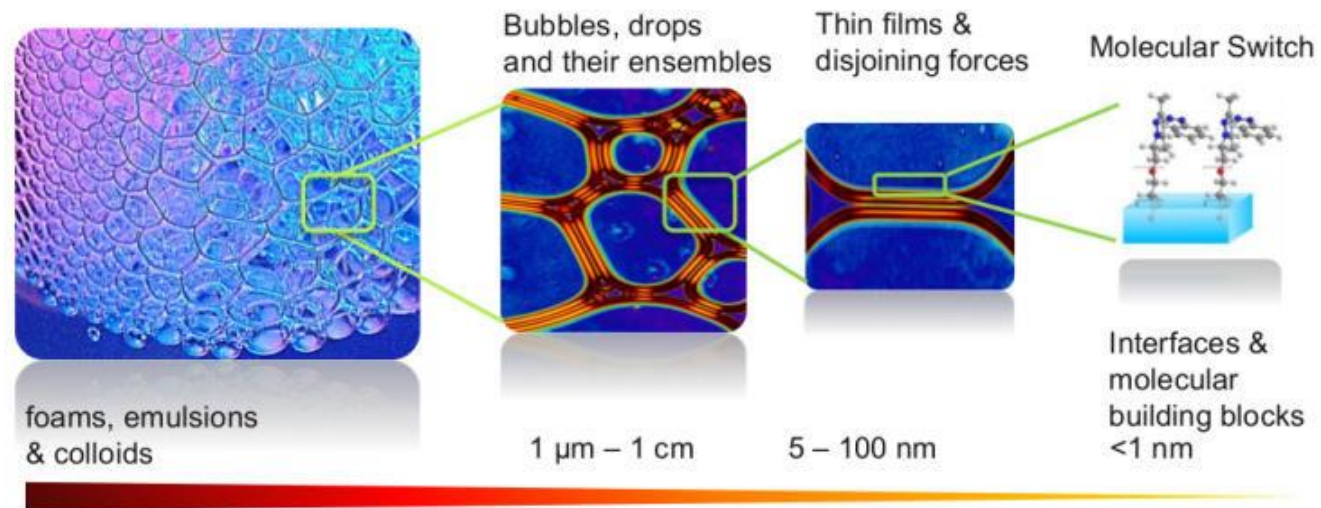 Bubbles, drops
and their ensembles
Thin films &
disjoining forces
Molecular Switch
foams, emulsions
& colloids
1 µm – 1 cm
5 – 100 nm
Interfaces &
molecular
building blocks
<1 nm